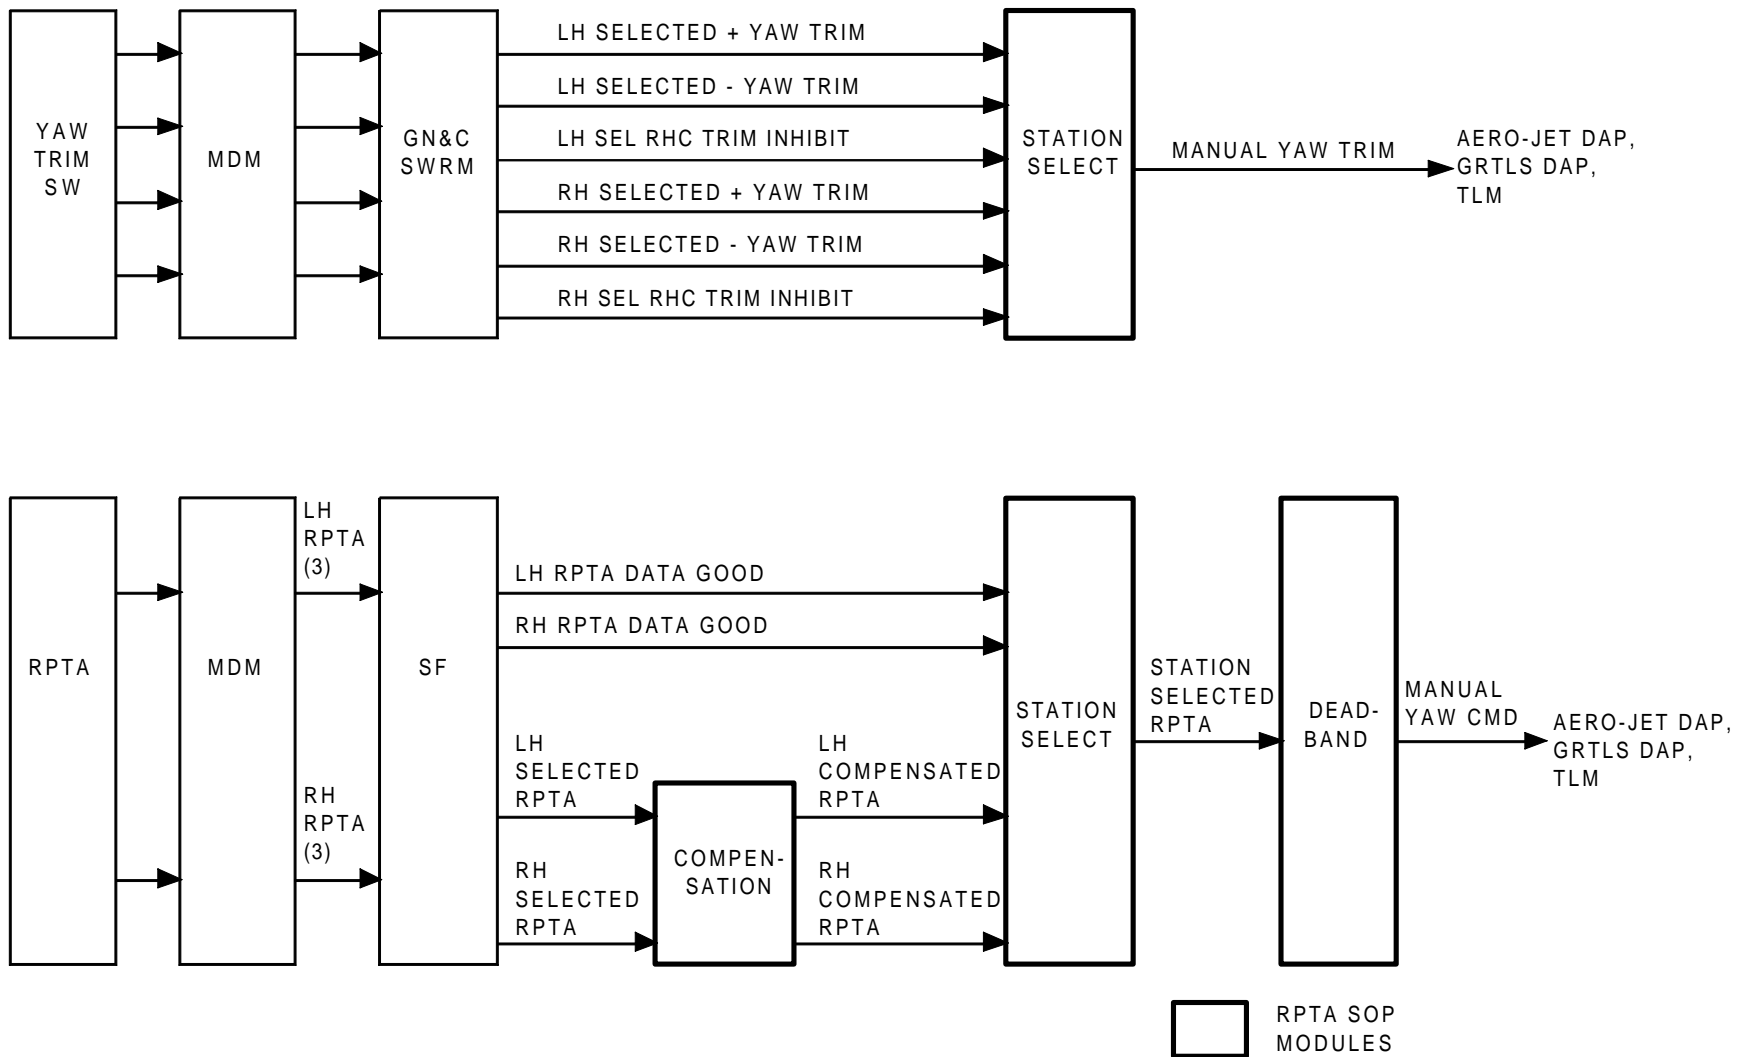 YAW
TRIM
SW
MDM
GN&C
SWRM
LH SELECTED + YAW TRIM
LH SELECTED - YAW TRIM
LH SEL RHC TRIM INHIBIT
RH SELECTED + YAW TRIM
RH SELECTED - YAW TRIM
RH SEL RHC TRIM INHIBIT
STATION
SELECT
MANUAL YAW TRIM
AERO-JET DAP,
GRTLS DAP,
TLM
RPTA
MDM
LH
RPTA
(3)
RH
RPTA
(3)
SF
LH RPTA DATA GOOD
RH RPTA DATA GOOD
LH
SELECTED
RPTA
RH
SELECTED
RPTA
COMPEN-
SATION
LH
COMPENSATED
RPTA
RH
COMPENSATED
RPTA
STATION
SELECT
STATION
SELECTED
RPTA
DEAD-
BAND
MANUAL
YAW CMD
AERO-JET DAP,
GRTLS DAP,
TLM
RPTA SOP
MODULES